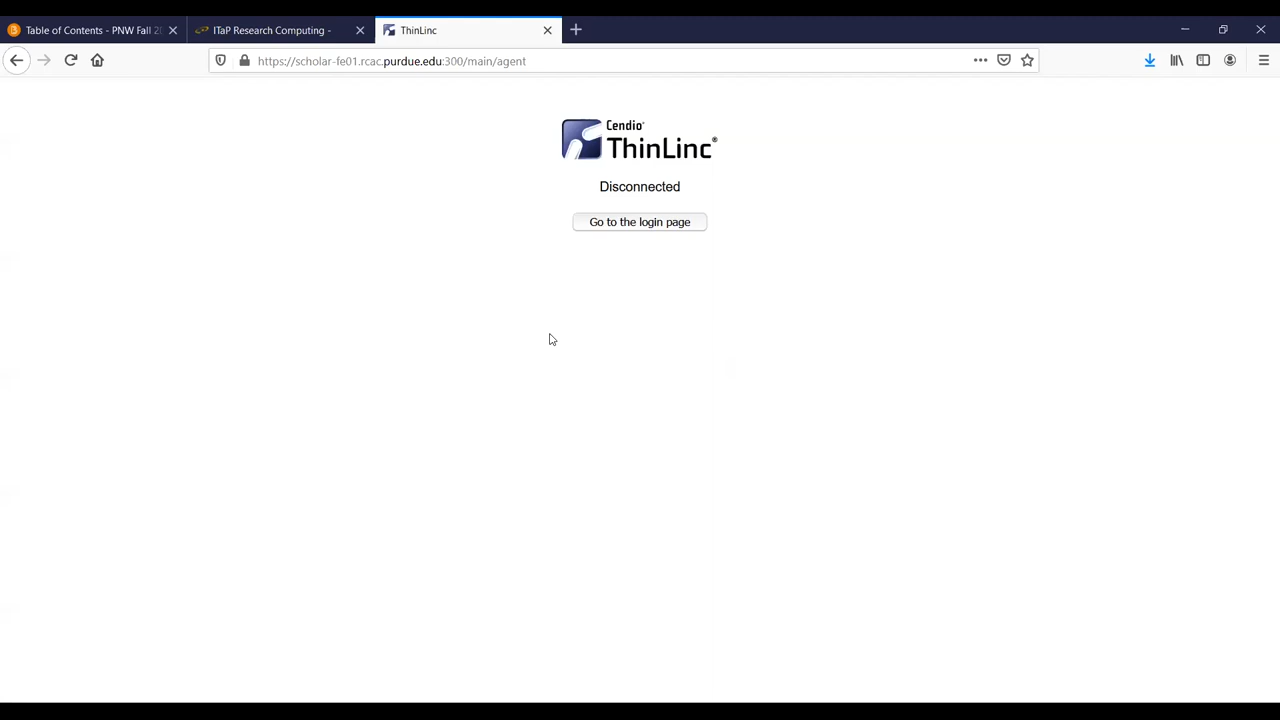 Table of Contents - PNW Fall 20
ITaP Research Computing -
ThinLinc
https://scholar-fe01.rcac.purdue.edu:300/main/agent
Cendio®
ThinLinc®
Disconnected
Go to the login page